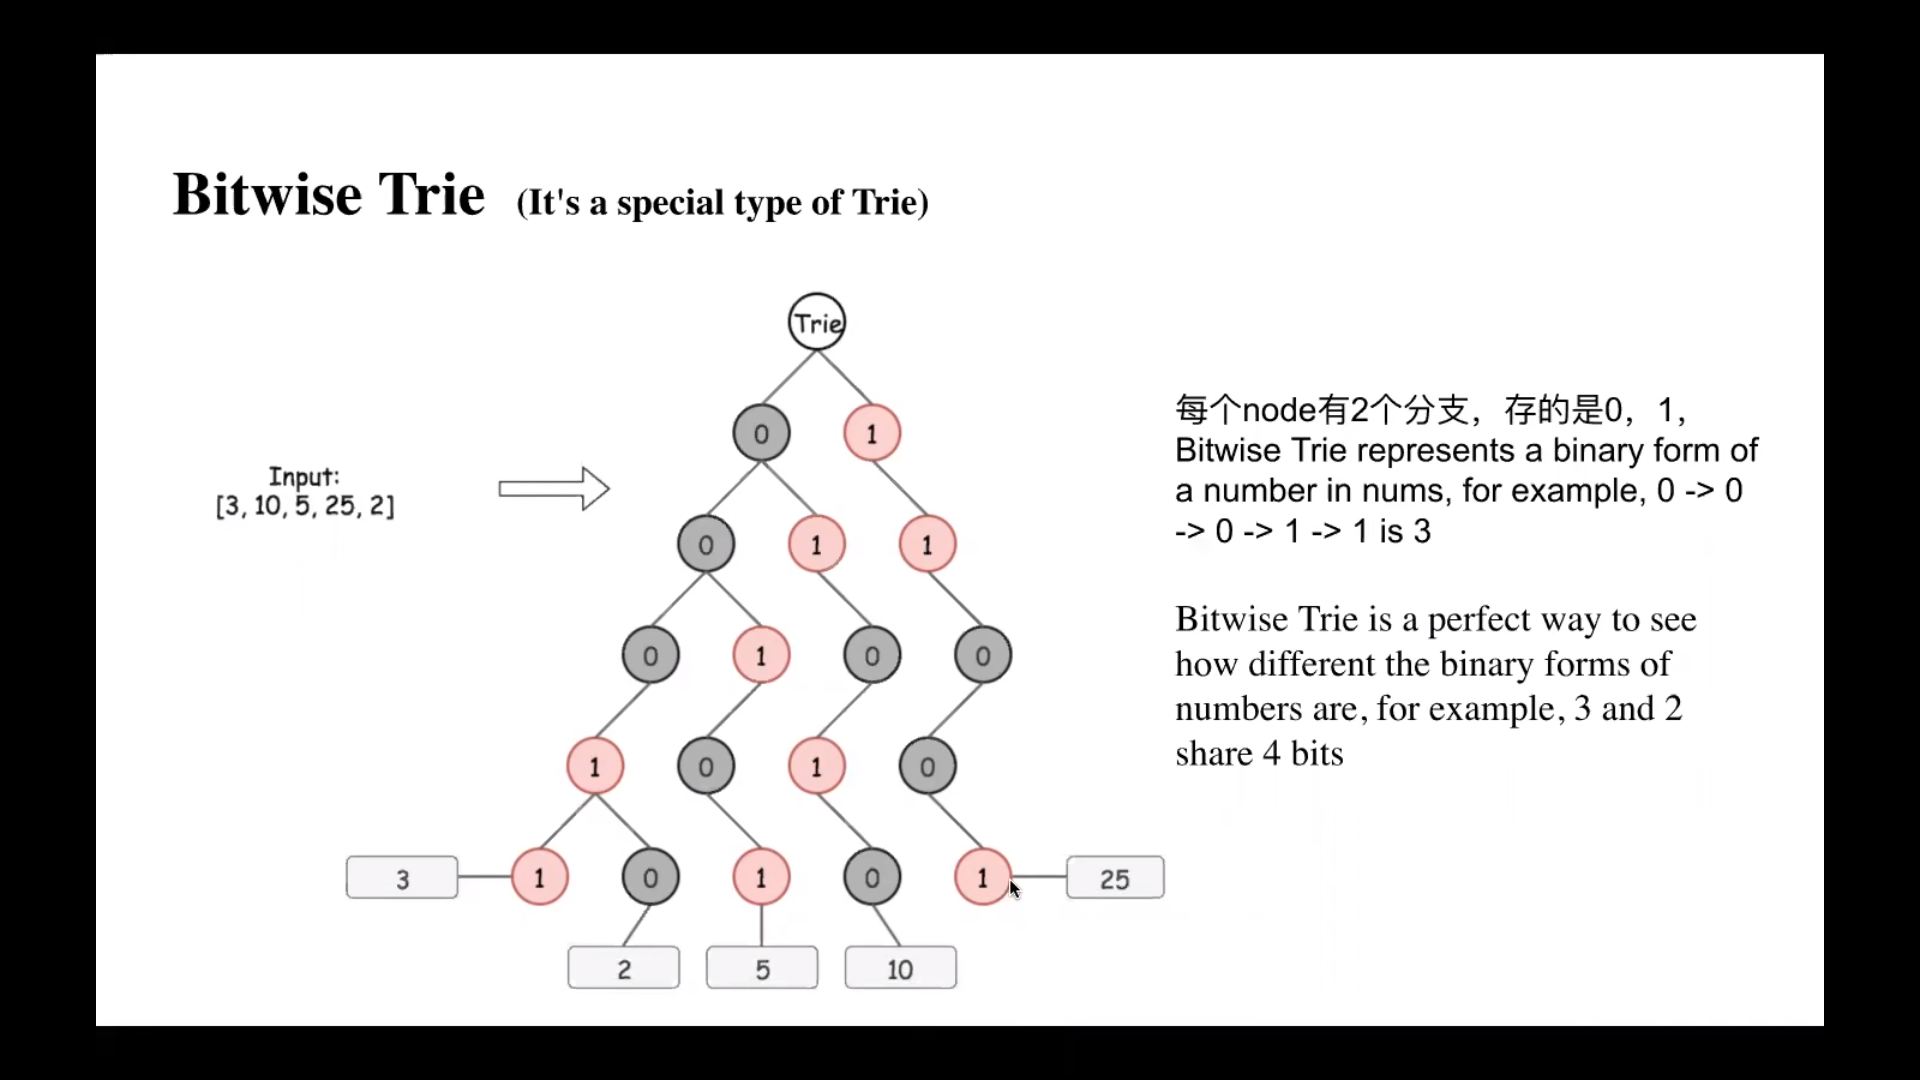 Bitwise Trie (It's a special type of Trie)
Trie
0 1
Input:
[3, 10, 5, 25, 2]
0 1 1
0 1 0 0
1 0 1 0
3 1 0 1 0 1 25
2 5 10
每个node有2个分支，存的是0，1,
Bitwise Trie represents a binary form of
a number in nums, for example, 0 -> 0
-> 0 -> 1 -> 1 is 3
Bitwise Trie is a perfect way to see
how different the binary forms of
numbers are, for example, 3 and 2
share 4 bits